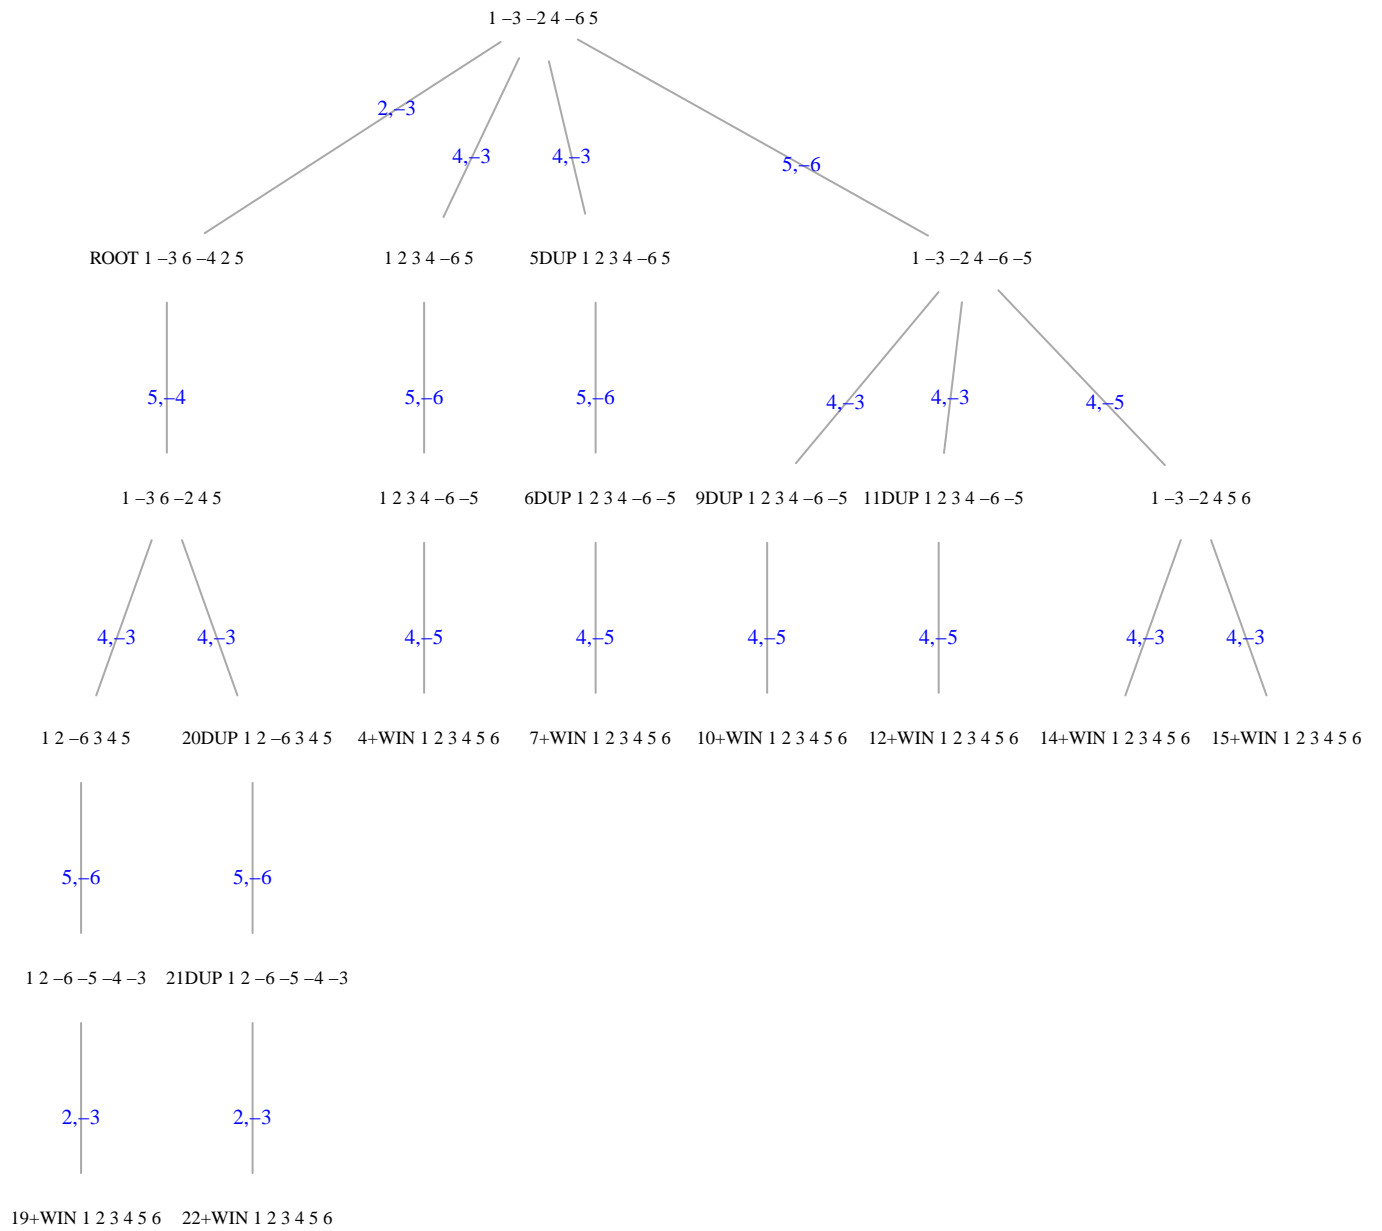 1 –3 –2 4 –6 5
2,–3
4,–3
4,–3
5,–6
ROOT 1 –3 6 –4 2 5
1 2 3 4 –6 5
5DUP 1 2 3 4 –6 5
1 –3 –2 4 –6 –5
5,–4
5,–6
5,–6
4,–3
4,–3
4,–5
1 –3 6 –2 4 5
1 2 3 4 –6 –5
6DUP 1 2 3 4 –6 –5
9DUP 1 2 3 4 –6 –5
11DUP 1 2 3 4 –6 –5
1 –3 –2 4 5 6
4,–3
4,–3
4,–5
4,–5
4,–5
4,–5
4,–3
4,–3
1 2 –6 3 4 5
20DUP 1 2 –6 3 4 5
4+WIN 1 2 3 4 5 6
7+WIN 1 2 3 4 5 6
10+WIN 1 2 3 4 5 6
12+WIN 1 2 3 4 5 6
14+WIN 1 2 3 4 5 6
15+WIN 1 2 3 4 5 6
5,–6
5,–6
1 2 –6 –5 –4 –3
21DUP 1 2 –6 –5 –4 –3
2,–3
2,–3
19+WIN 1 2 3 4 5 6
22+WIN 1 2 3 4 5 6